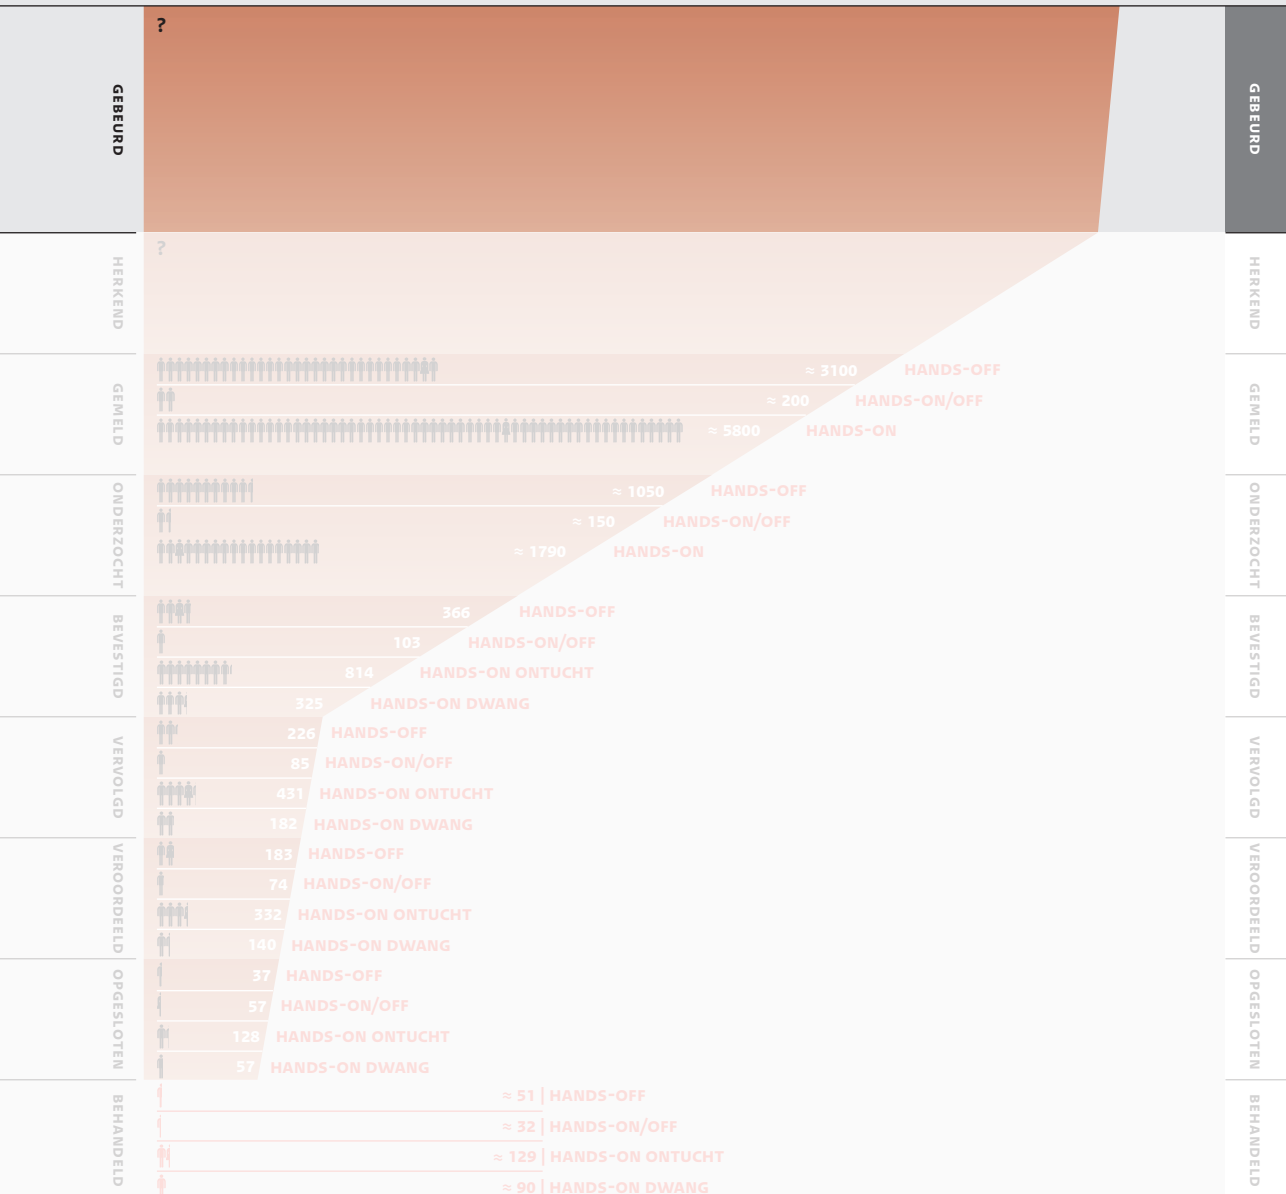 ?
GEBEURD
GEBEURD
?
HERKEND
HERKEND
GEMELD
≈ 3100 HANDS-OFF
≈ 200 HANDS-ON/OFF
≈ 5800 HANDS-ON
GEMELD
ONDERZOCHT
≈ 1050 HANDS-OFF
≈ 150 HANDS-ON/OFF
≈ 1790 HANDS-ON
ONDERZOCHT
BEVESTIGD
366 HANDS-OFF
103 HANDS-ON/OFF
814 HANDS-ON ONTUCHT
325 HANDS-ON DWANG
BEVESTIGD
VERVOLGD
226 HANDS-OFF
85 HANDS-ON/OFF
431 HANDS-ON ONTUCHT
182 HANDS-ON DWANG
VERVOLGD
VEROORDEELD
183 HANDS-OFF
74 HANDS-ON/OFF
332 HANDS-ON ONTUCHT
140 HANDS-ON DWANG
VEROORDEELD
OPGESLOTEN
37 HANDS-OFF
57 HANDS-ON/OFF
128 HANDS-ON ONTUCHT
57 HANDS-ON DWANG
OPGESLOTEN
BEHANDELD
≈ 51 | HANDS-OFF
≈ 32 | HANDS-ON/OFF
≈ 129 | HANDS-ON ONTUCHT
≈ 90 | HANDS-ON DWANG
BEHANDELD